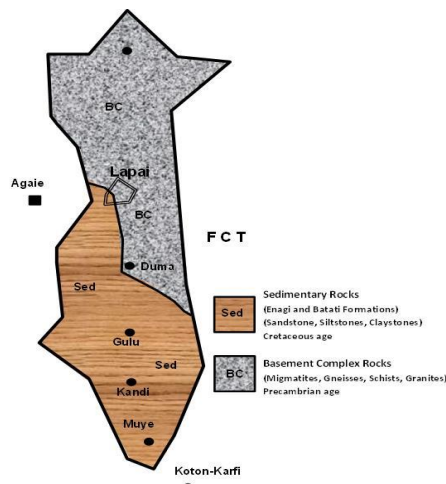 BC
Lapai
Agaie
BC
F C T
Duma
Sed
Sedimentary Rocks
(Enagi and Batati Formations)
Sed
(Sandstone, Siltstones, Claystones)
Cretaceous age
Gulu
Sed
Basement Complex Rocks
(Migmatites, Gneisses, Schists, Granites)
BC
Precambrian age
Kandi
Muye
Koton-Karfi